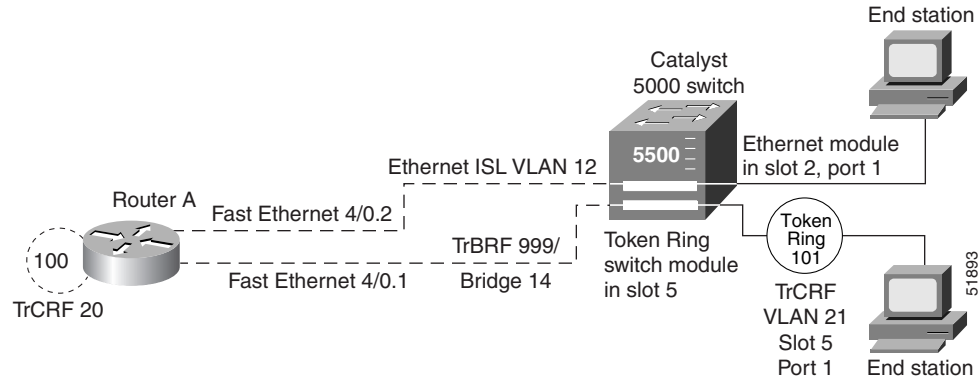 End station
Catalyst
5000 switch
5500
Ethernet module
in slot 2, port 1
Ethernet ISL VLAN 12
Router A
Fast Ethernet 4/0.2
100
TrCRF 20
Fast Ethernet 4/0.1
TrBRF 999/
Bridge 14
Token Ring
switch module
in slot 5
Token
Ring
101
TrCRF
VLAN 21
Slot 5
Port 1
End station
51893